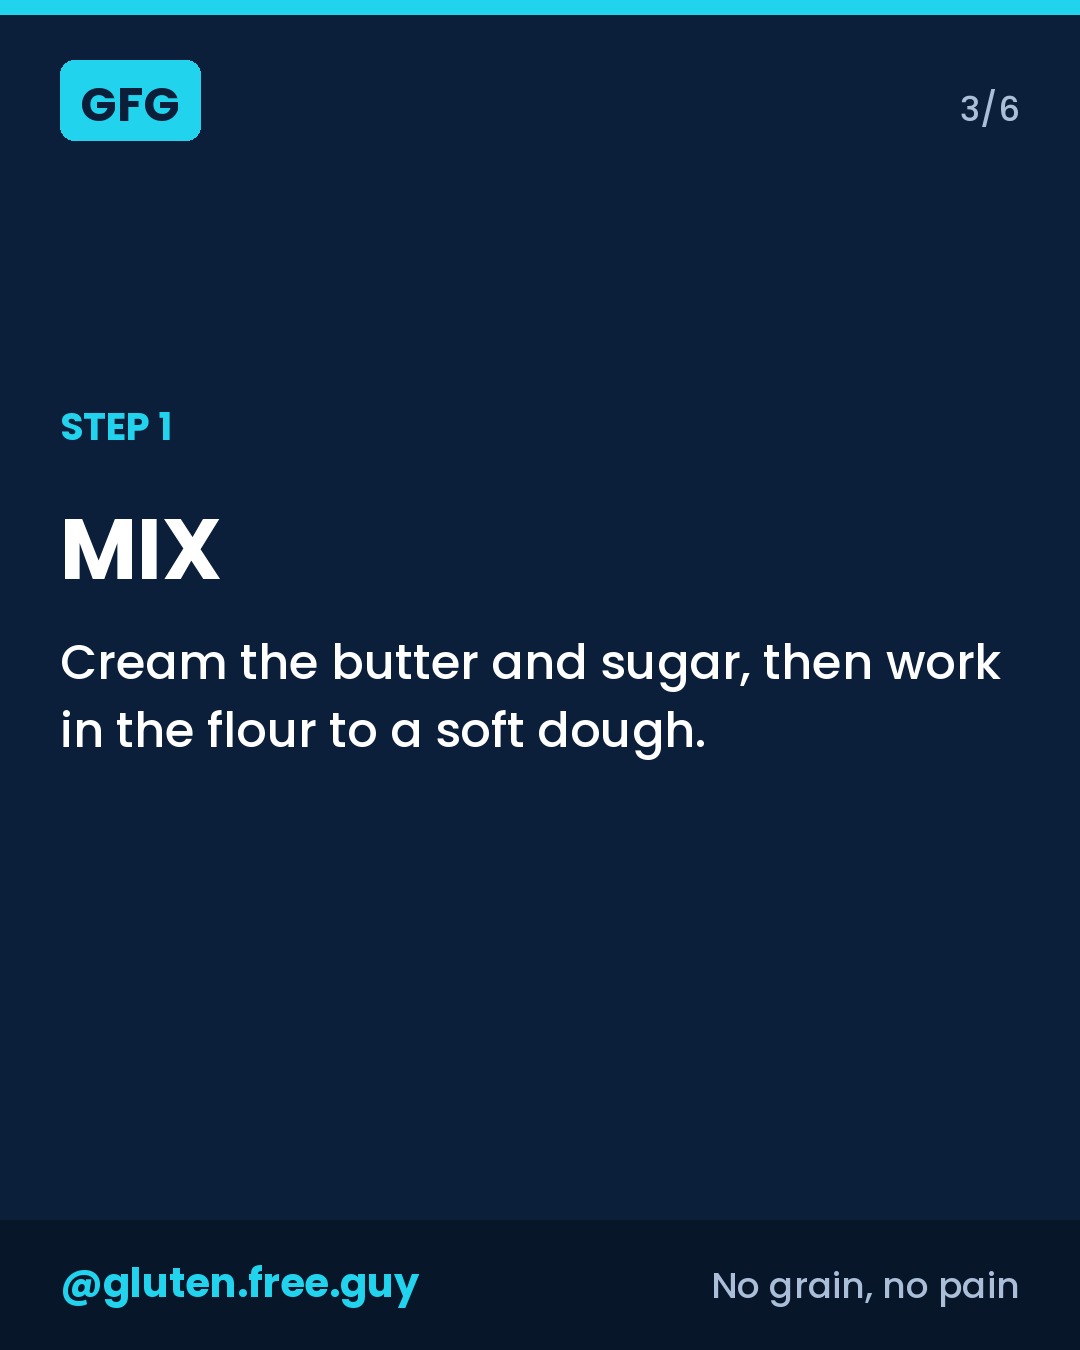 GFG
3/6
STEP 1
MIX
Cream the butter and sugar, then work
in the flour to a soft dough.
@gluten.free.guy
No grain, no pain